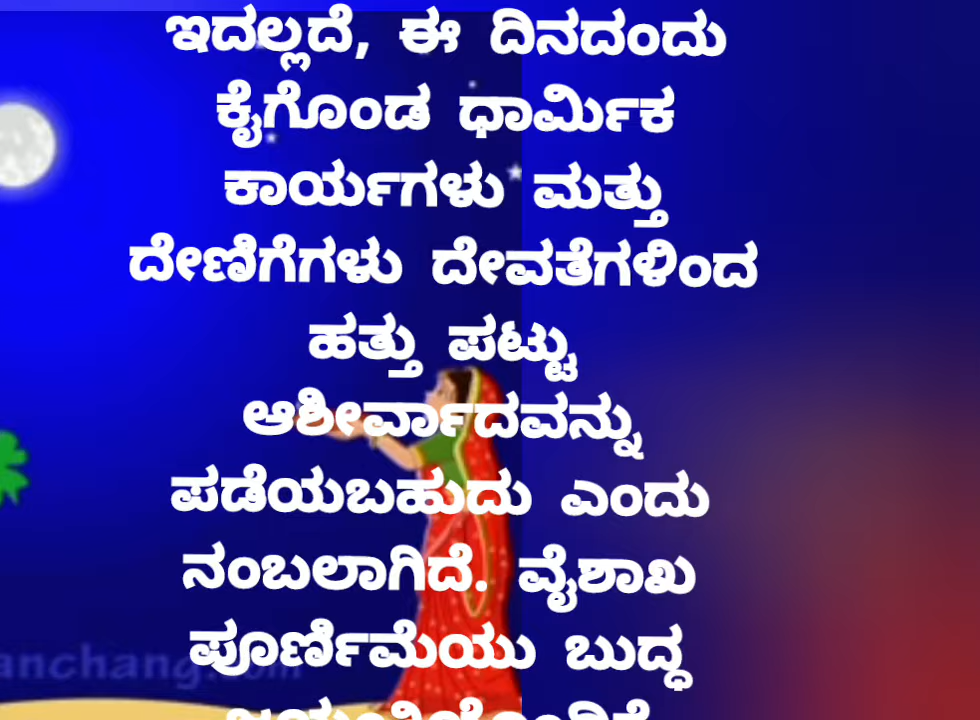 ಇದಲ್ಲದೆ, ಈ ದಿನದಂದು
ಕೈಗೊಂಡ ಧಾರ್ಮಿಕ
ಕಾರ್ಯಗಳು ಮತ್ತು
ದೇಣಿಗೆಗಳು ದೇವತೆಗಳಿಂದ
ಹತ್ತು ಪಟ್ಟು
ಆಶೀರ್ವಾದವನ್ನು
ಪಡೆಯಬಹುದು ಎಂದು
ನಂಬಲಾಗಿದೆ. ವೈಶಾಖ
ಪೂರ್ಣಿಮೆಯು ಬುದ್ಧ